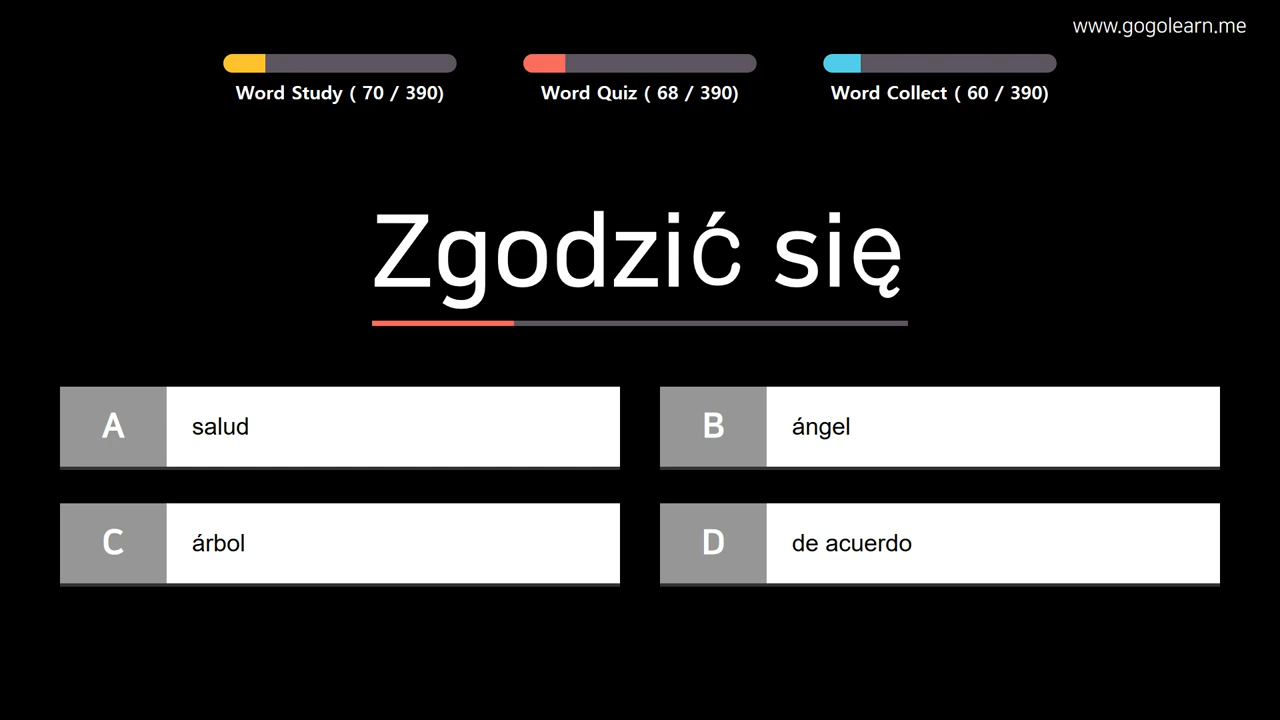 www.gogolearn.me
Word Study ( 70 / 390)
Word Quiz ( 68 / 390)
Word Collect ( 60 / 390)
Zgodzić się
A salud
B ángel
C árbol
D de acuerdo